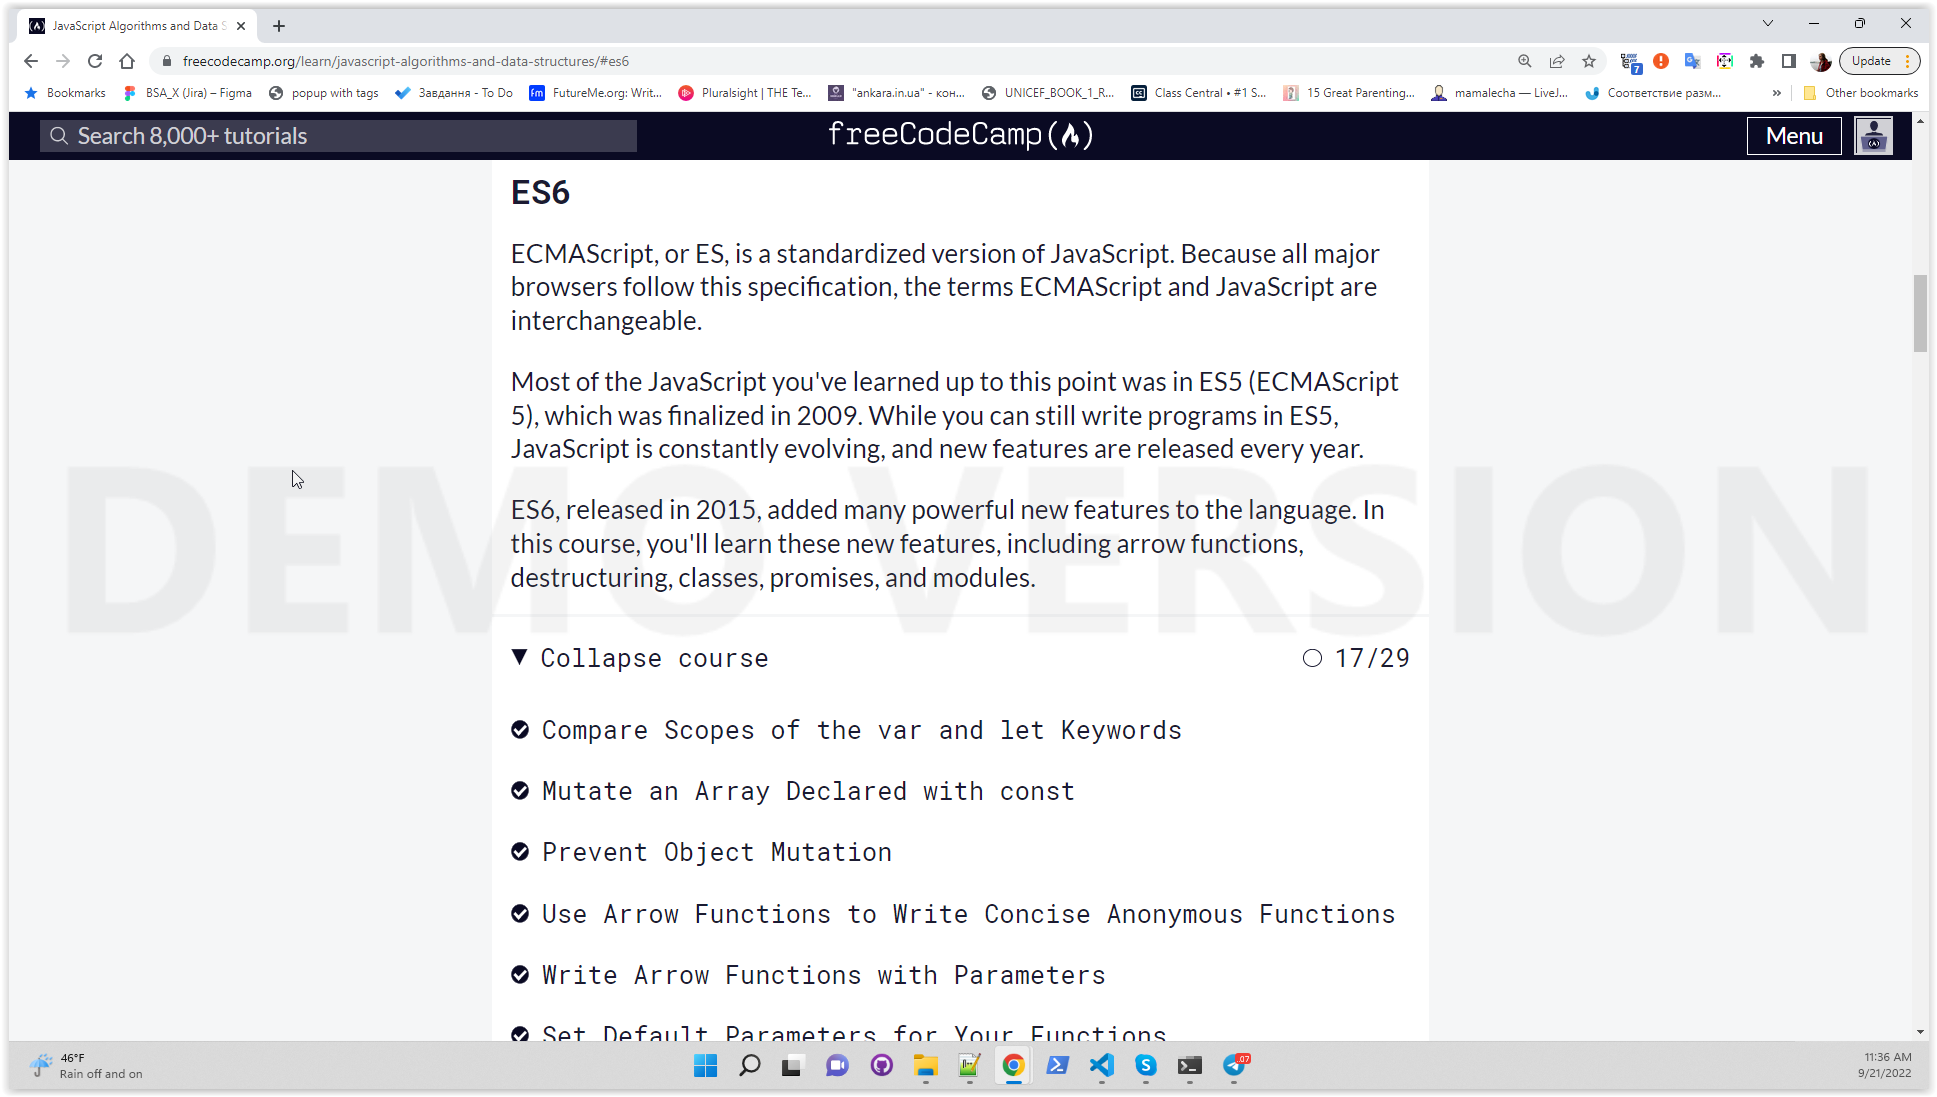 JavaScript Algorithms and Data S
freecodecamp.org/learn/javascript-algorithms-and-data-structures/#es6
7
Update
Bookmarks
BSA_X (Jira) – Figma
popup with tags
Завдання - To Do
fm
FutureMe.org: Writ...
Pluralsight | THE Te...
"ankara.in.ua" - кон...
UNICEF_BOOK_1_R...
Class Central • #1 S...
15 Great Parenting...
mamalecha — LiveJ...
Соответствие разм...
»
Other bookmarks
Search 8,000+ tutorials
freeCodeCamp
Menu
ES6
ECMAScript, or ES, is a standardized version of JavaScript. Because all major
browsers follow this specification, the terms ECMAScript and JavaScript are
interchangeable.
Most of the JavaScript you've learned up to this point was in ES5 (ECMAScript
5), which was finalized in 2009. While you can still write programs in ES5,
JavaScript is constantly evolving, and new features are released every year.
DEMO VERSION
ES6, released in 2015, added many powerful new features to the language. In
this course, you'll learn these new features, including arrow functions,
destructuring, classes, promises, and modules.
Collapse course
17/29
Compare Scopes of the var and let Keywords
Mutate an Array Declared with const
Prevent Object Mutation
Use Arrow Functions to Write Concise Anonymous Functions
Write Arrow Functions with Parameters
Set Default Parameters for Your Functions
46°F
Rain off and on
11:36 AM
9/21/2022